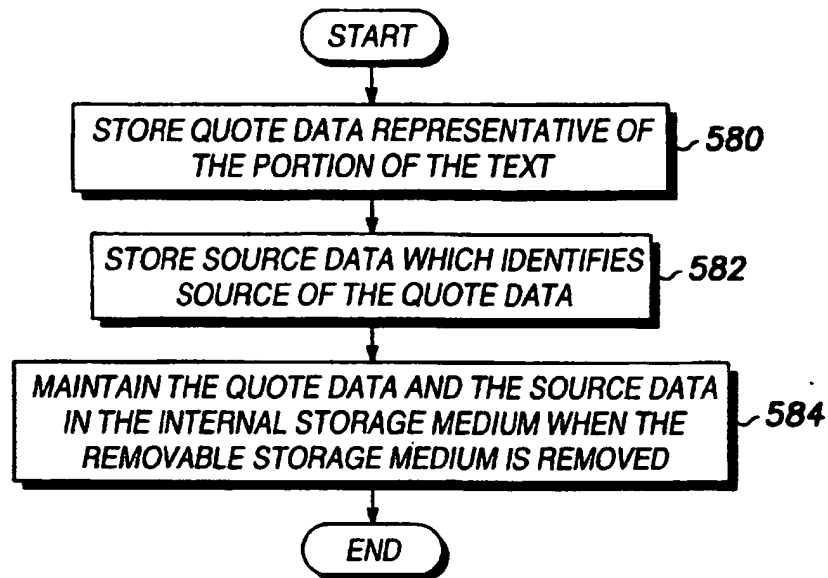 START
STORE QUOTE DATA REPRESENTATIVE OF
THE PORTION OF THE TEXT
580
STORE SOURCE DATA WHICH IDENTIFIES
SOURCE OF THE QUOTE DATA
582
MAINTAIN THE QUOTE DATA AND THE SOURCE DATA
IN THE INTERNAL STORAGE MEDIUM WHEN THE
REMOVABLE STORAGE MEDIUM IS REMOVED
584
END